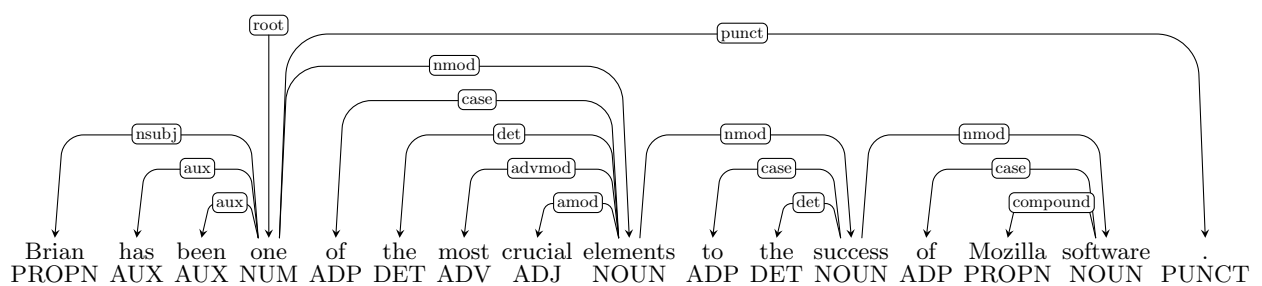 root
punct
nmod
case
nsubj det nmod nmod
aux advmod case case
aux amod det compound
Brian has been one of the most crucial elements to the success of Mozilla software .
PROPN AUX AUX NUM ADP DET ADV ADJ NOUN ADP DET NOUN ADP PROPN NOUN PUNCT